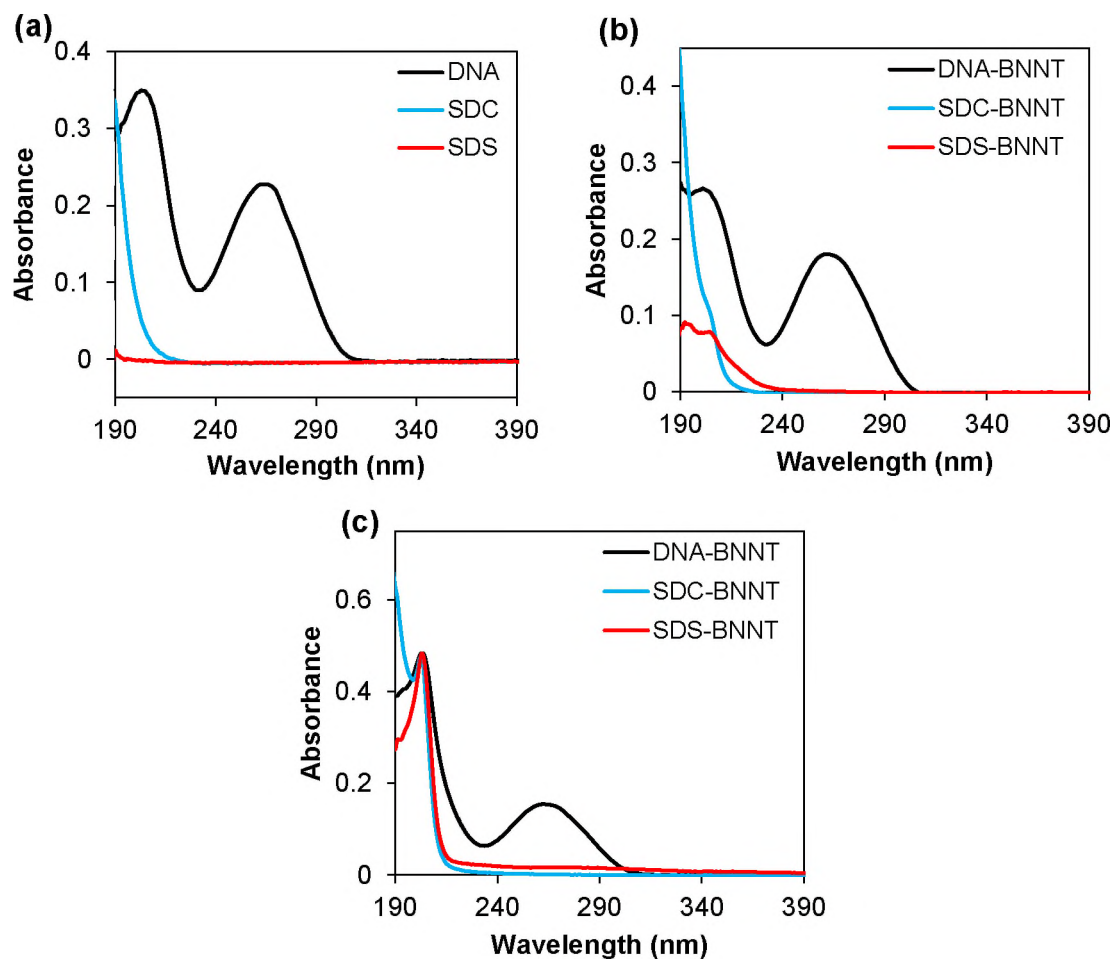 (a)
0.4
0.3
0.2
0.1
0
Absorbance
190 240 290 340 390
Wavelength (nm)
DNA
SDC
SDS
(b)
0.4
0.3
0.2
0.1
0
Absorbance
190 240 290 340 390
Wavelength (nm)
DNA-BNNT
SDC-BNNT
SDS-BNNT
(c)
0.6
0.4
0.2
0
Absorbance
190 240 290 340 390
Wavelength (nm)
DNA-BNNT
SDC-BNNT
SDS-BNNT